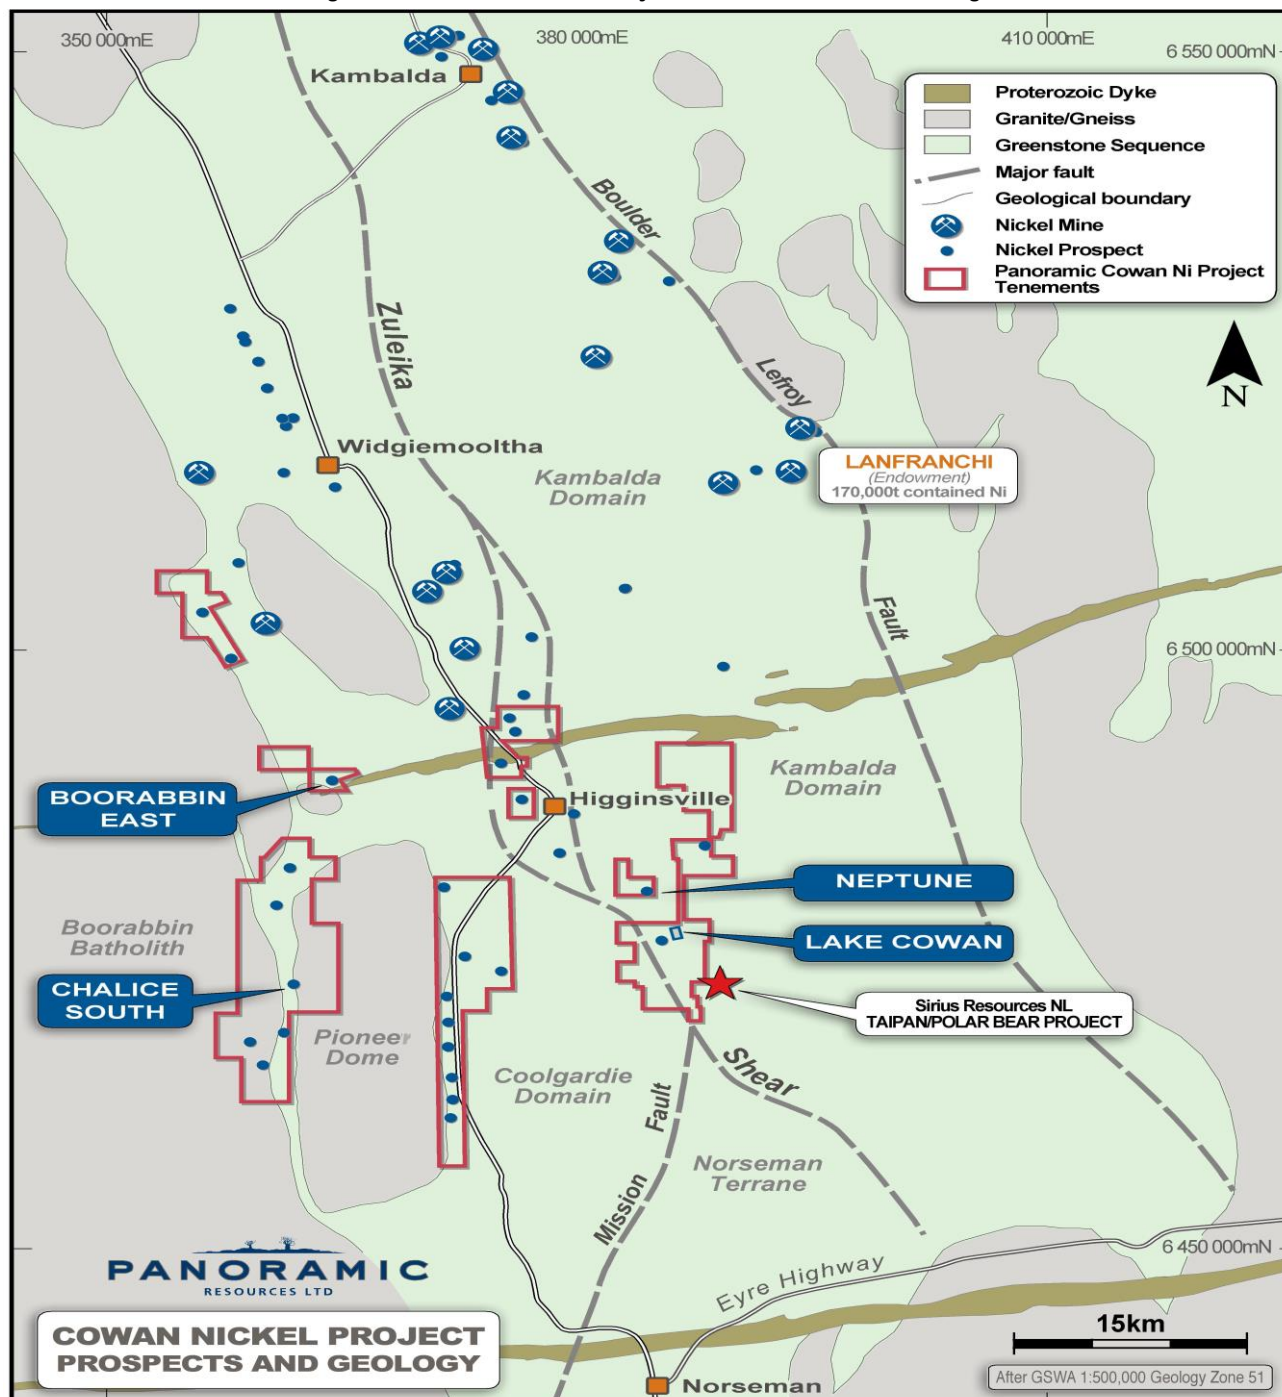 350 000mE
380 000mE
410 000mE
6 550 000mN
Kambalda
Proterozoic Dyke
Granite/Gneiss
Greenstone Sequence
Major fault
Geological boundary
Nickel Mine
Nickel Prospect
Panoramic Cowan Ni Project
Tenements
Boulder
Zuleika
N
Lefroy
Widgiemooltha
LANFRANCHI
(Endowment)
170,000t contained Ni
Kambalda
Domain
Fault
6 500 000mN
BOORABBIN
EAST
Higginsville
Kambalda
Domain
NEPTUNE
Boorabbin
Batholith
LAKE COWAN
CHALICE
SOUTH
Sirius Resources NL
TAIPAN/POLAR BEAR PROJECT
Pioneer
Dome
Coolgardie
Domain
Shear
Fault
Norseman
Terrane
Mission
6 450 000mN
PANORAMIC
RESOURCES LTD
Eyre Highway
COWAN NICKEL PROJECT
PROSPECTS AND GEOLOGY
15km
After GSWA 1:500,000 Geology Zone 51
Norseman